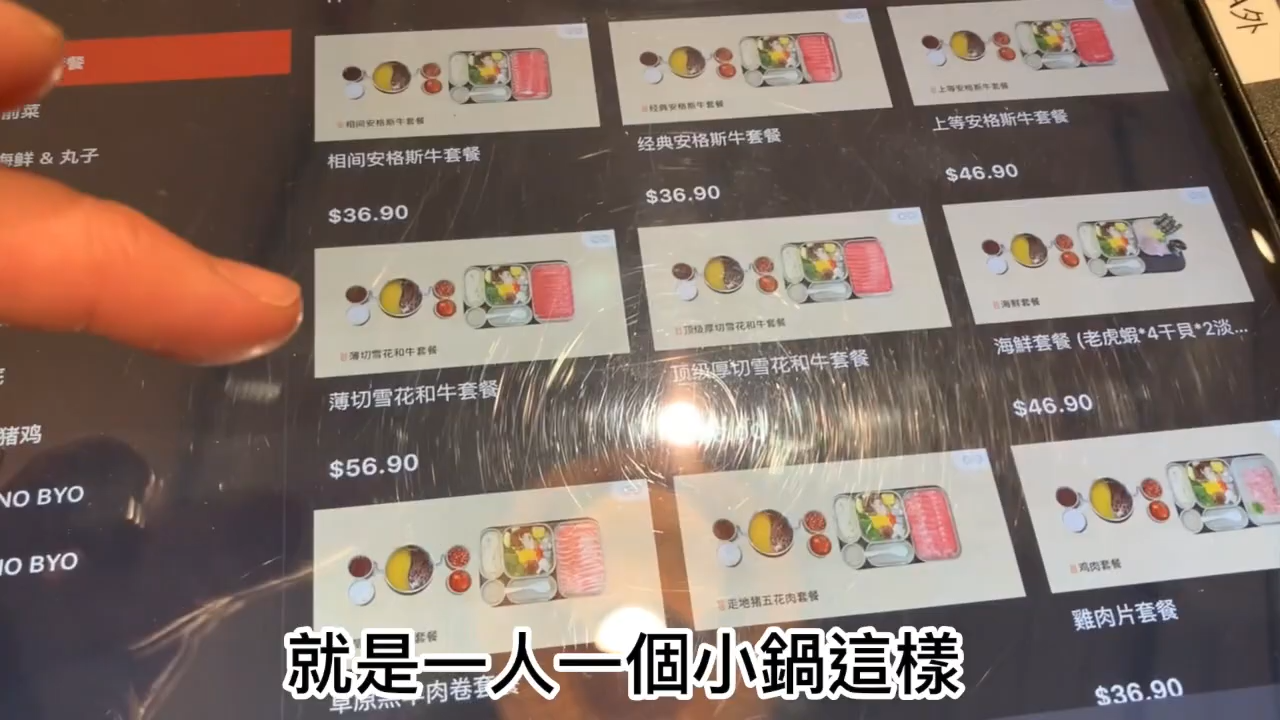 套餐
前菜
海鮮 & 丸子
猪鸡
NO BYO
NO BYO
相间安格斯牛套餐
相间安格斯牛套餐
$36.90
经典安格斯牛套餐
经典安格斯牛套餐
$36.90
上等安格斯牛套餐
上等安格斯牛套餐
$46.90
薄切雪花和牛套餐
薄切雪花和牛套餐
$56.90
顶级厚切雪花和牛套餐
顶级厚切雪花和牛套餐
海鲜套餐
海鮮套餐 (老虎蝦*4干貝*2淡...
$46.90
套餐
羊肉卷套餐
走地猪五花肉套餐
鸡肉套餐
雞肉片套餐
$36.90
外
就是一人一個小鍋這樣